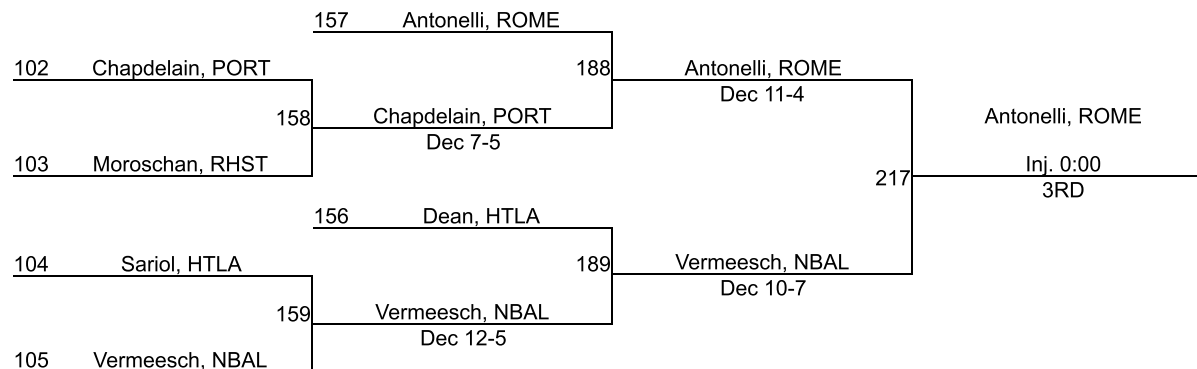 157 Antonelli, ROME
102 Chapdelain, PORT
188 Antonelli, ROME
Dec 11-4
158 Chapdelain, PORT
Dec 7-5
Antonelli, ROME
103 Moroschan, RHST
217 Inj. 0:00
3RD
156 Dean, HTLA
104 Sariol, HTLA
189 Vermeesch, NBAL
Dec 10-7
159 Vermeesch, NBAL
Dec 12-5
105 Vermeesch, NBAL